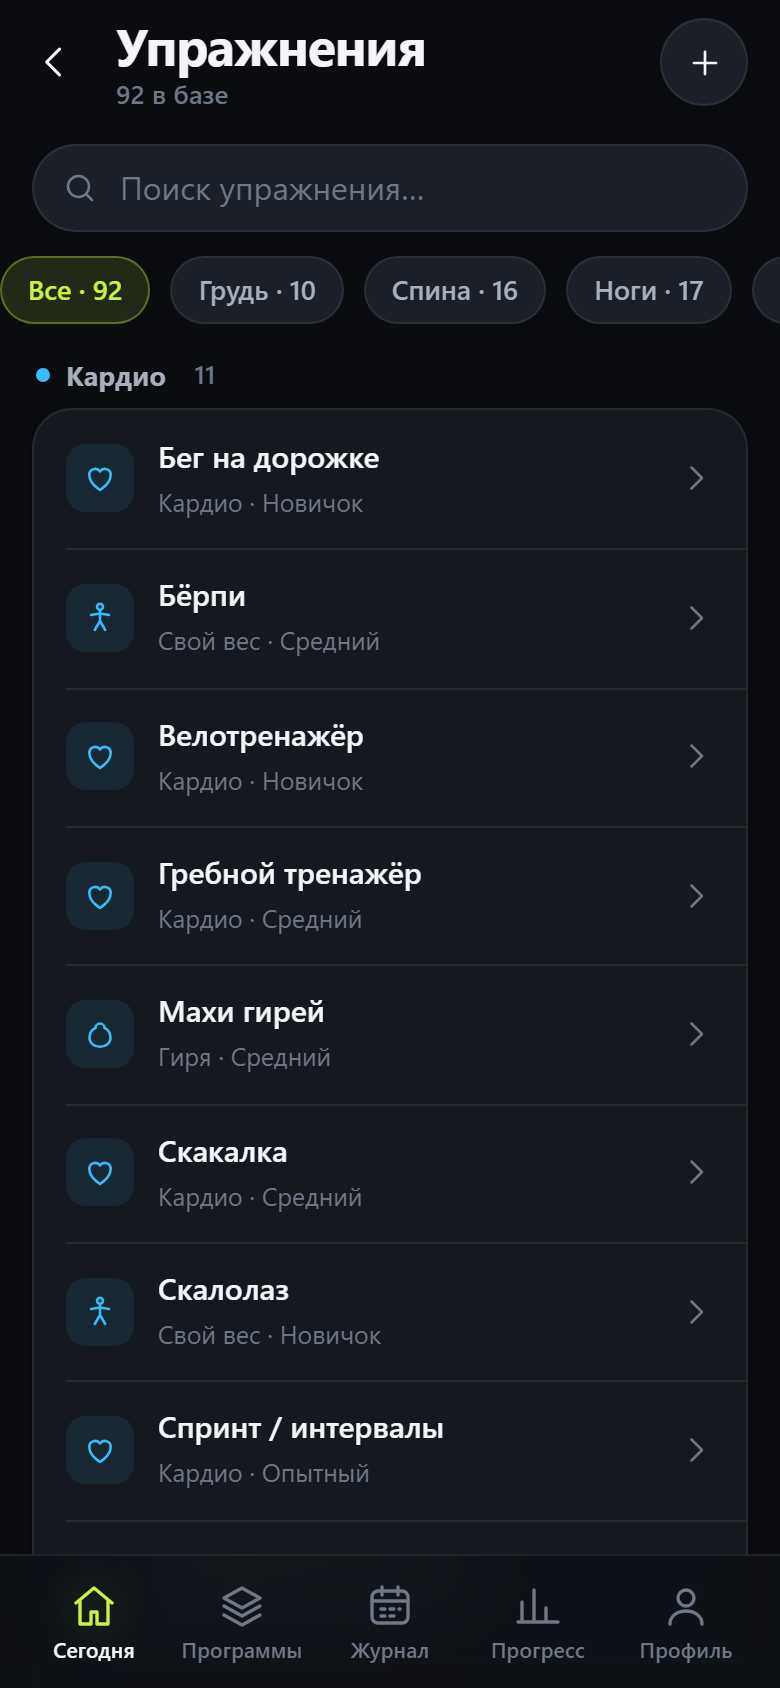 Упражнения
92 в базе
Поиск упражнения...
Все · 92
Грудь · 10
Спина · 16
Ноги · 17
Кардио 11
Бег на дорожке
Кардио · Новичок
Бёрпи
Свой вес · Средний
Велотренажёр
Кардио · Новичок
Гребной тренажёр
Кардио · Средний
Махи гирей
Гиря · Средний
Скакалка
Кардио · Средний
Скалолаз
Свой вес · Новичок
Спринт / интервалы
Кардио · Опытный
Сегодня
Программы
Журнал
Прогресс
Профиль